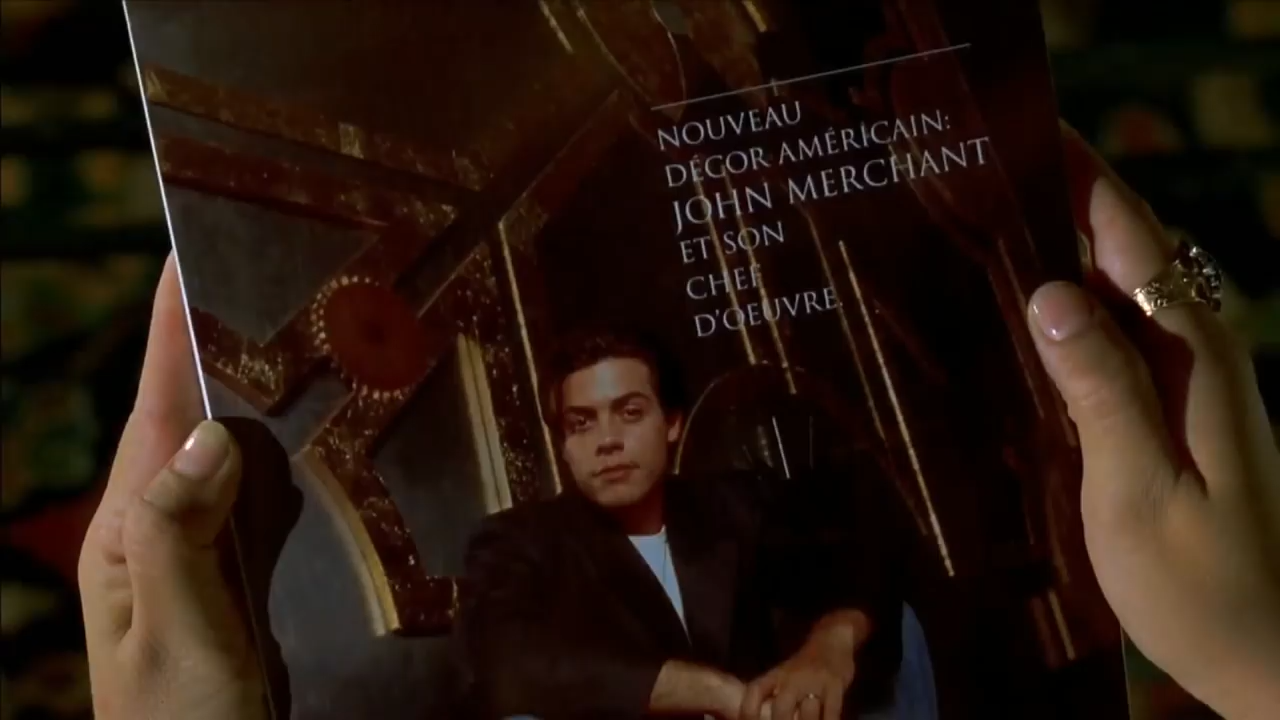 NOUVEAU
DÉCOR AMÉRICAIN:
JOHN MERCHANT
ET SON
CHEF
D'OEUVRE.